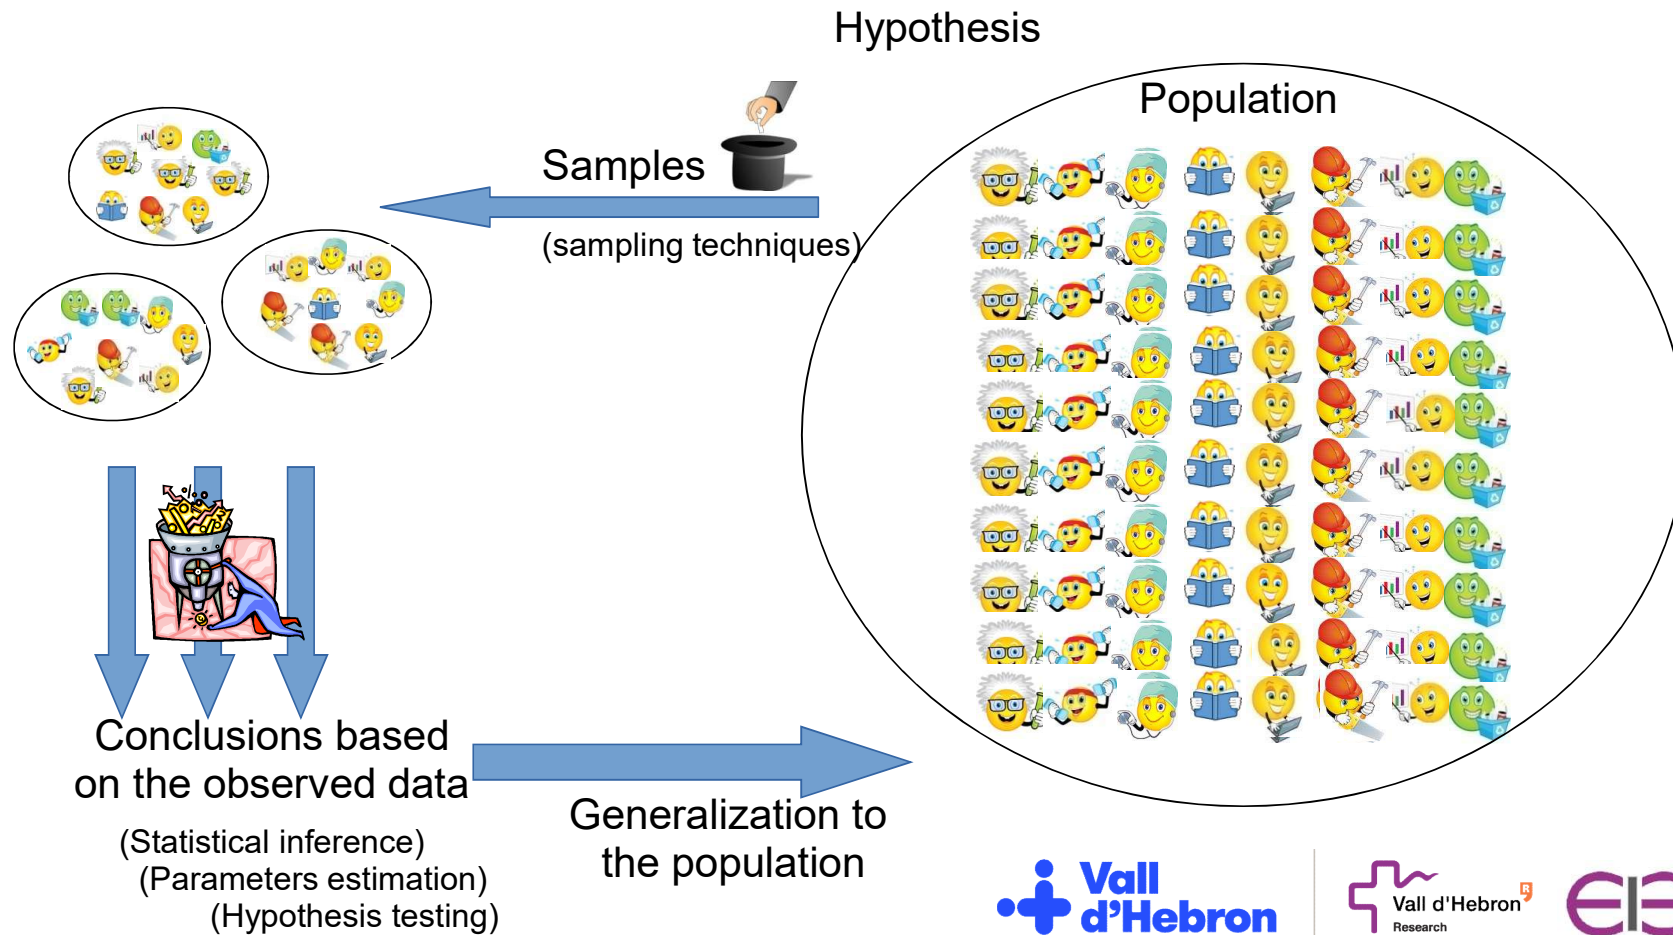 Hypothesis
Population
Samples
(sampling techniques)
Conclusions based
on the observed data
(Statistical inference)
(Parameters estimation)
(Hypothesis testing)
Generalization to
the population
Vall
d'Hebron
Vall d'Hebron
R
Research